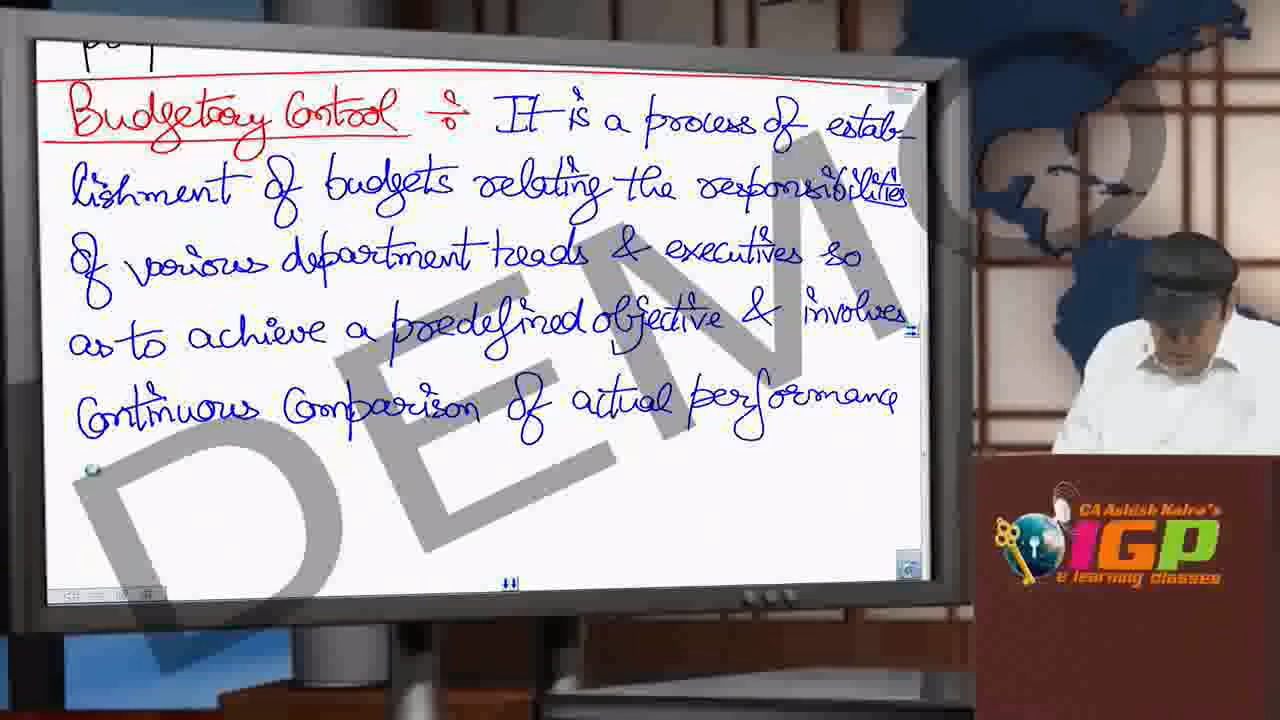 Budgetary Control ÷ It is a process of estab-
lishment of budgets relating the responsibilities
of various department heads & executives so
as to achieve a predefined objective & involves
Continuous Comparison of actual performance
DEMO
CA Ashish Kalra's
IGP
e learning classes